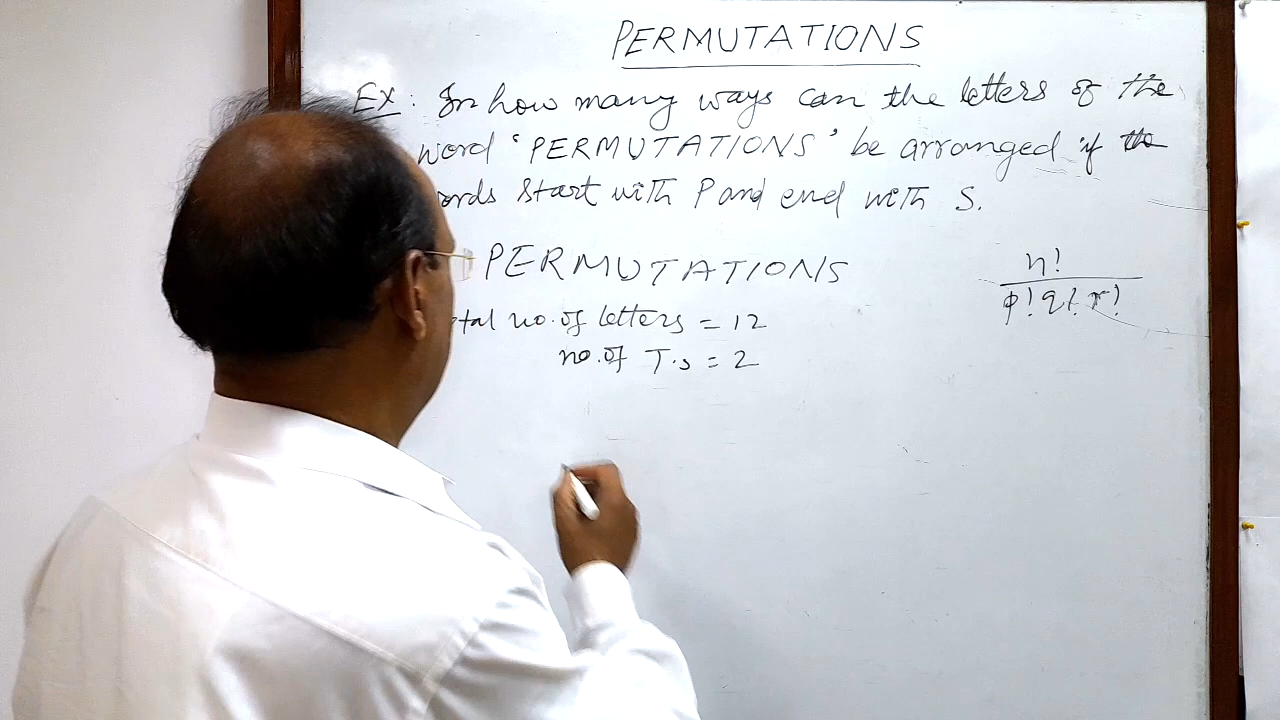 PERMUTATIONS
Ex: In how many ways can the letters of the
word 'PERMUTATIONS' be arranged if the
start with P and end with S.
PERMUTATIONS
n!
no. of letters = 12
p! q! r!
no. of T.s = 2